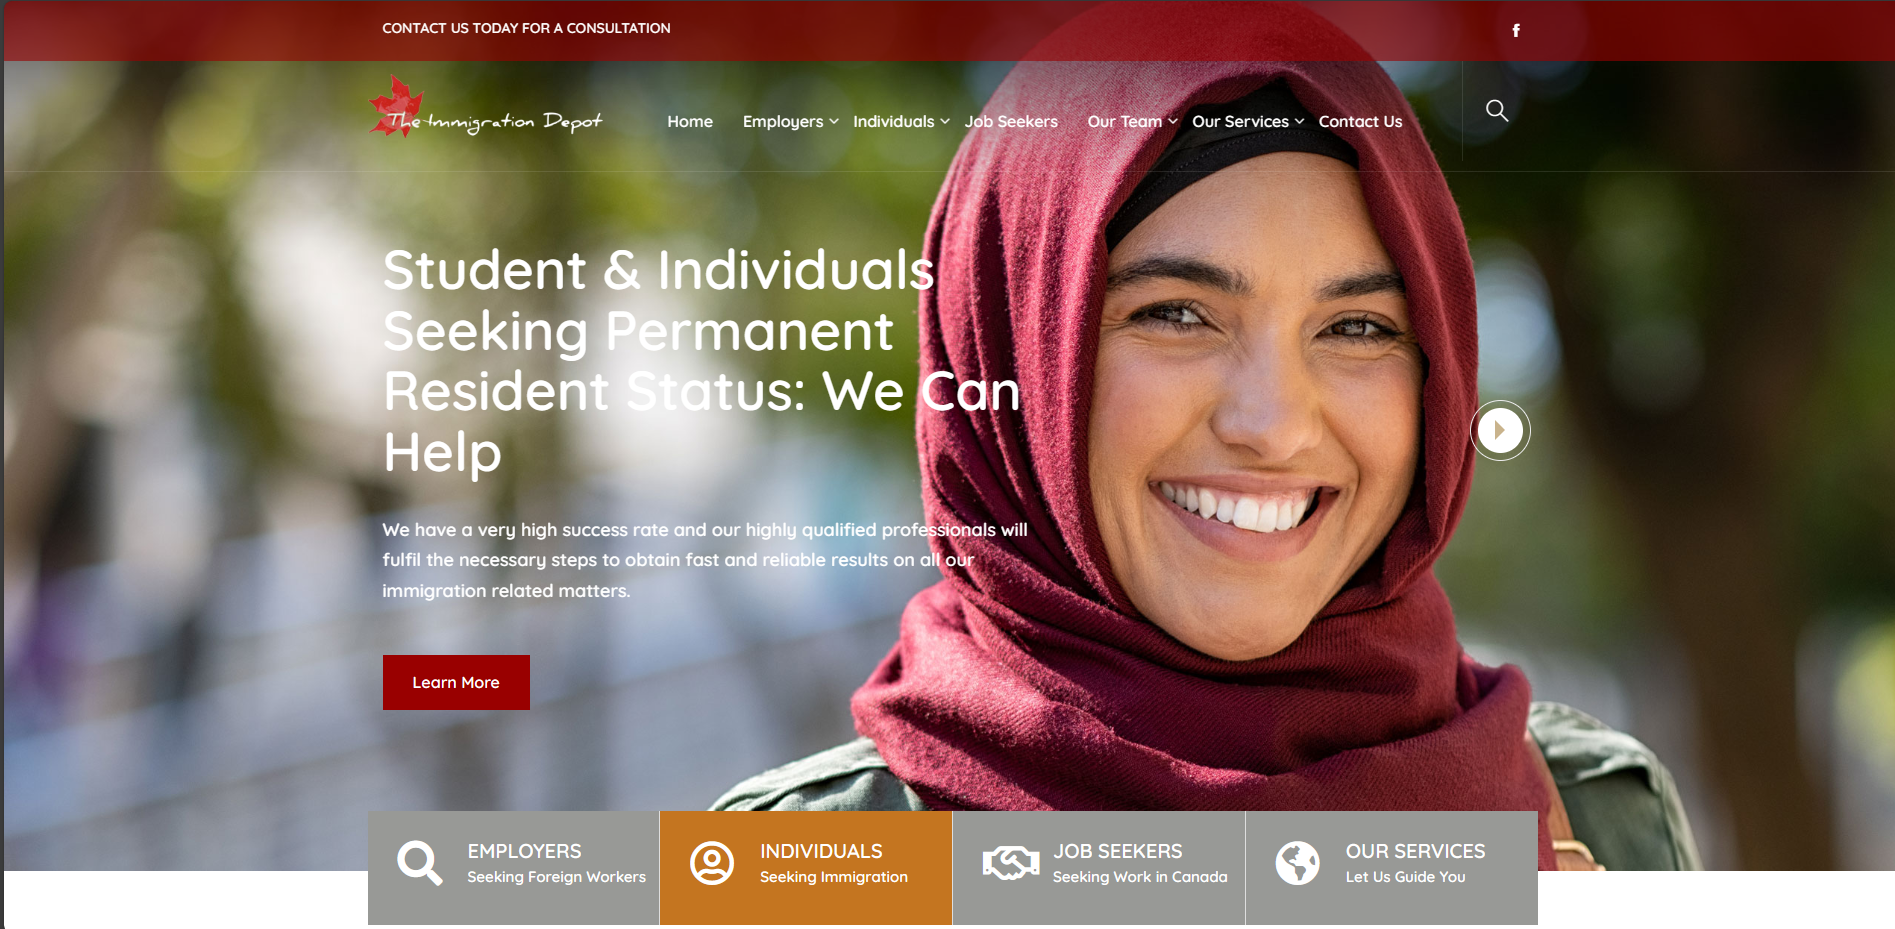 CONTACT US TODAY FOR A CONSULTATION
f
The Immigration Depot
Home Employers Individuals Job Seekers Our Team Our Services Contact Us
Student & Individuals
Seeking Permanent
Resident Status: We Can
Help
We have a very high success rate and our highly qualified professionals will
fulfil the necessary steps to obtain fast and reliable results on all our
immigration related matters.
Learn More
EMPLOYERS
Seeking Foreign Workers
INDIVIDUALS
Seeking Immigration
JOB SEEKERS
Seeking Work in Canada
OUR SERVICES
Let Us Guide You